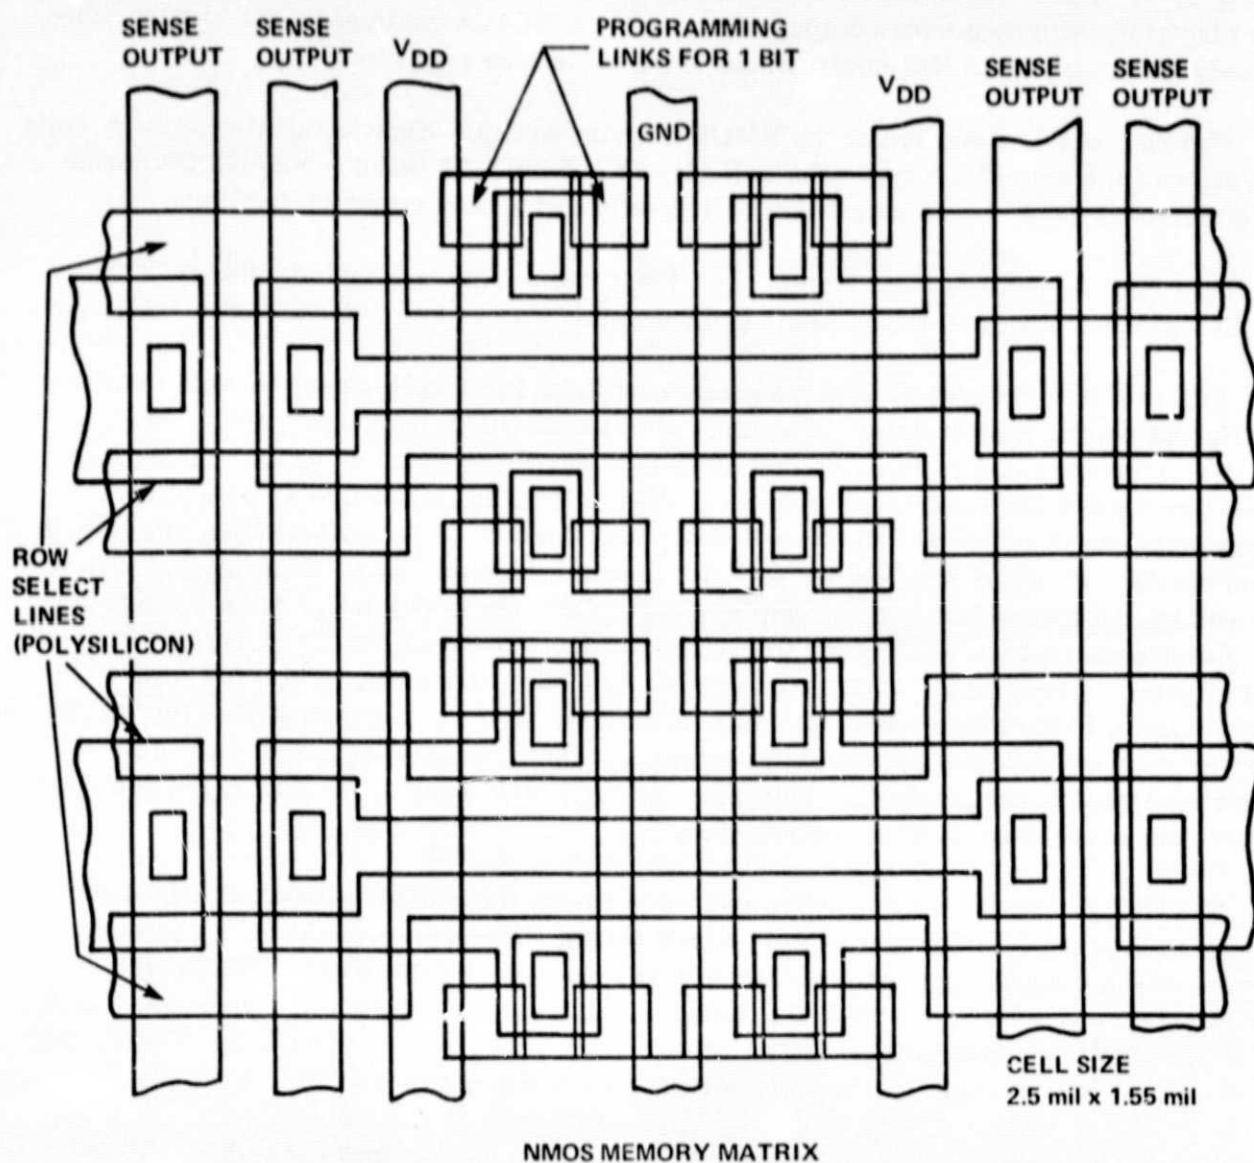 SENSE
OUTPUT
SENSE
OUTPUT
VDD
PROGRAMMING
LINKS FOR 1 BIT
GND
VDD
SENSE
OUTPUT
SENSE
OUTPUT
ROW
SELECT
LINES
(POLYSILICON)
CELL SIZE
2.5 mil x 1.55 mil
NMOS MEMORY MATRIX